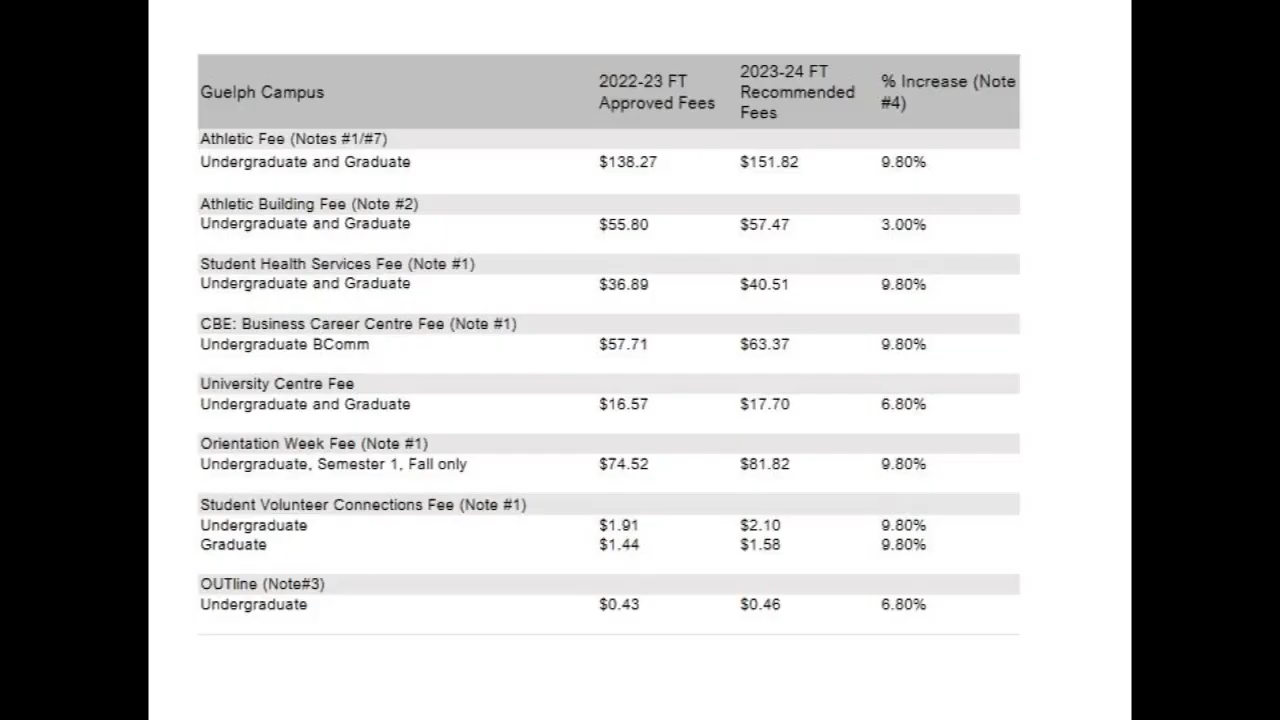 Guelph Campus 2022-23 FT Approved Fees 2023-24 FT Recommended Fees % Increase (Note #4)
Athletic Fee (Notes #1/#7)
Undergraduate and Graduate $138.27 $151.82 9.80%
Athletic Building Fee (Note #2)
Undergraduate and Graduate $55.80 $57.47 3.00%
Student Health Services Fee (Note #1)
Undergraduate and Graduate $36.89 $40.51 9.80%
CBE: Business Career Centre Fee (Note #1)
Undergraduate BComm $57.71 $63.37 9.80%
University Centre Fee
Undergraduate and Graduate $16.57 $17.70 6.80%
Orientation Week Fee (Note #1)
Undergraduate, Semester 1, Fall only $74.52 $81.82 9.80%
Student Volunteer Connections Fee (Note #1)
Undergraduate $1.91 $2.10 9.80%
Graduate $1.44 $1.58 9.80%
OUTline (Note#3)
Undergraduate $0.43 $0.46 6.80%